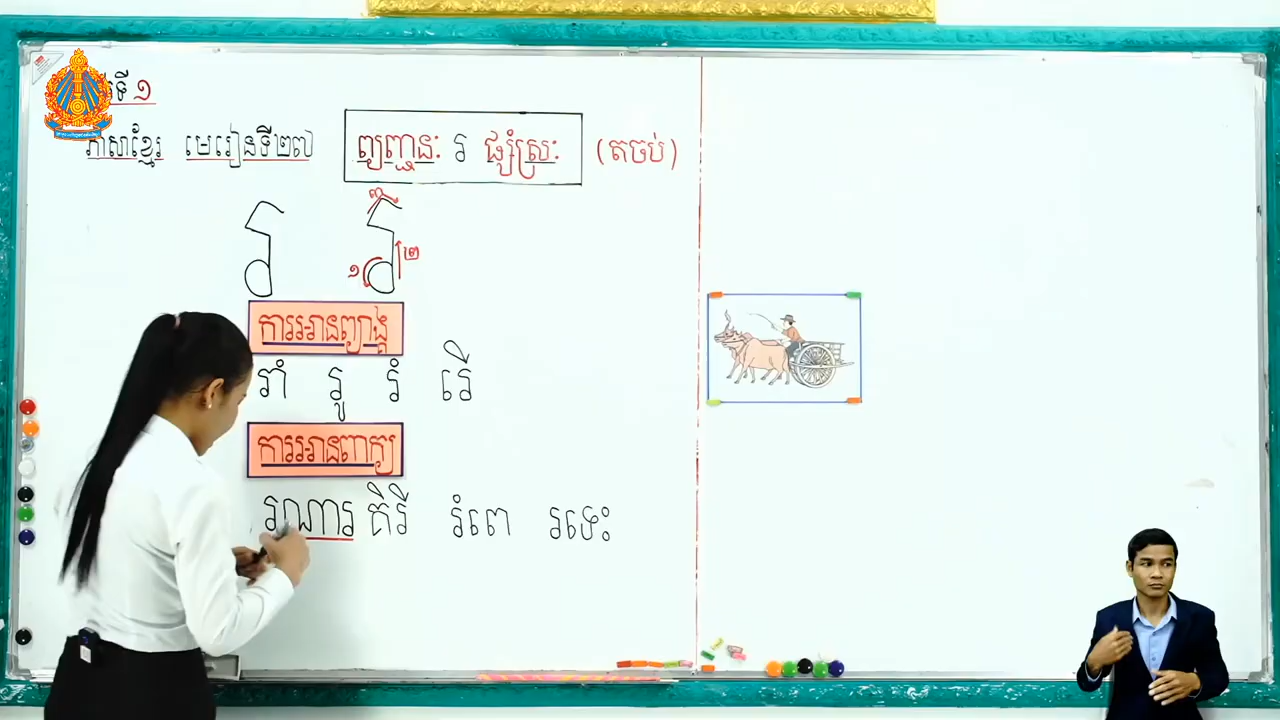 ទី ១
ភាសាខ្មែរ មេរៀនទី២៧ ព្យញ្ជនៈ រ ផ្សំស្រៈ (តចប់)
រ រ
១ ២ ៣
ការអានព្យាង្គ
រាំ រូ រំ រើ
ការអានពាក្យ
រណារ គិរី រំពេ រទេះ